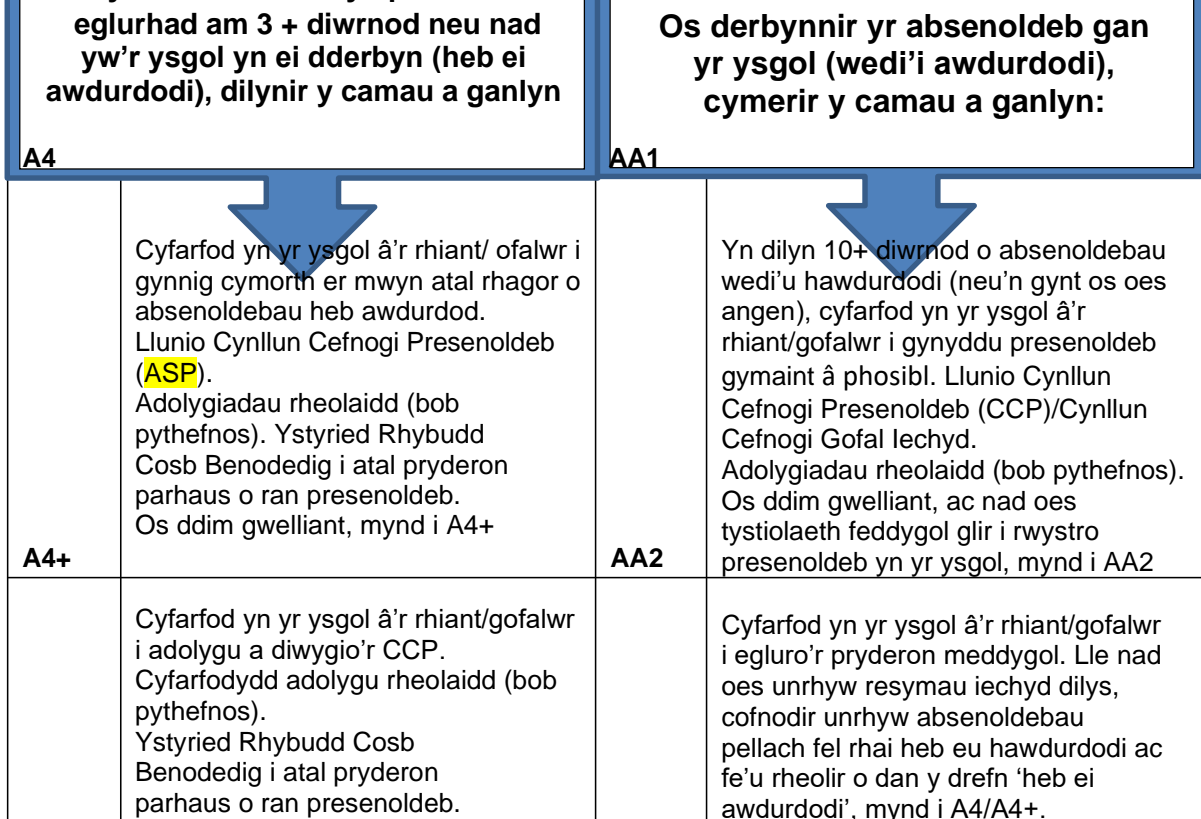 eglurhad am 3 + diwrnod neu nad
yw'r ysgol yn ei dderbyn (heb ei
awdurdodi), dilynir y camau a ganlyn
A4
Os derbynnir yr absenoldeb gan
yr ysgol (wedi'i awdurdodi),
cymerir y camau a ganlyn:
AA1
Cyfarfod yn yr ysgol â'r rhiant/ ofalwr i
gynnig cymorth er mwyn atal rhagor o
absenoldebau heb awdurdod.
Llunio Cynllun Cefnogi Presenoldeb
(ASP).
Adolygiadau rheolaidd (bob
pythefnos). Ystyried Rhybudd
Cosb Benodedig i atal pryderon
parhaus o ran presenoldeb.
Os ddim gwelliant, mynd i A4+
A4+
Yn dilyn 10+ diwrnod o absenoldebau
wedi'u hawdurdodi (neu'n gynt os oes
angen), cyfarfod yn yr ysgol â'r
rhiant/gofalwr i gynyddu presenoldeb
gymaint â phosibl. Llunio Cynllun
Cefnogi Presenoldeb (CCP)/Cynllun
Cefnogi Gofal Iechyd.
Adolygiadau rheolaidd (bob pythefnos).
Os ddim gwelliant, ac nad oes
tystiolaeth feddygol glir i rwystro
presenoldeb yn yr ysgol, mynd i AA2
AA2
Cyfarfod yn yr ysgol â'r rhiant/gofalwr
i adolygu a diwygio'r CCP.
Cyfarfodydd adolygu rheolaidd (bob
pythefnos).
Ystyried Rhybudd Cosb
Benodedig i atal pryderon
parhaus o ran presenoldeb.
Cyfarfod yn yr ysgol â'r rhiant/gofalwr
i egluro'r pryderon meddygol. Lle nad
oes unrhyw resymau iechyd dilys,
cofnodir unrhyw absenoldebau
pellach fel rhai heb eu hawdurdodi ac
fe'u rheolir o dan y drefn 'heb ei
awdurdodi', mynd i A4/A4+.